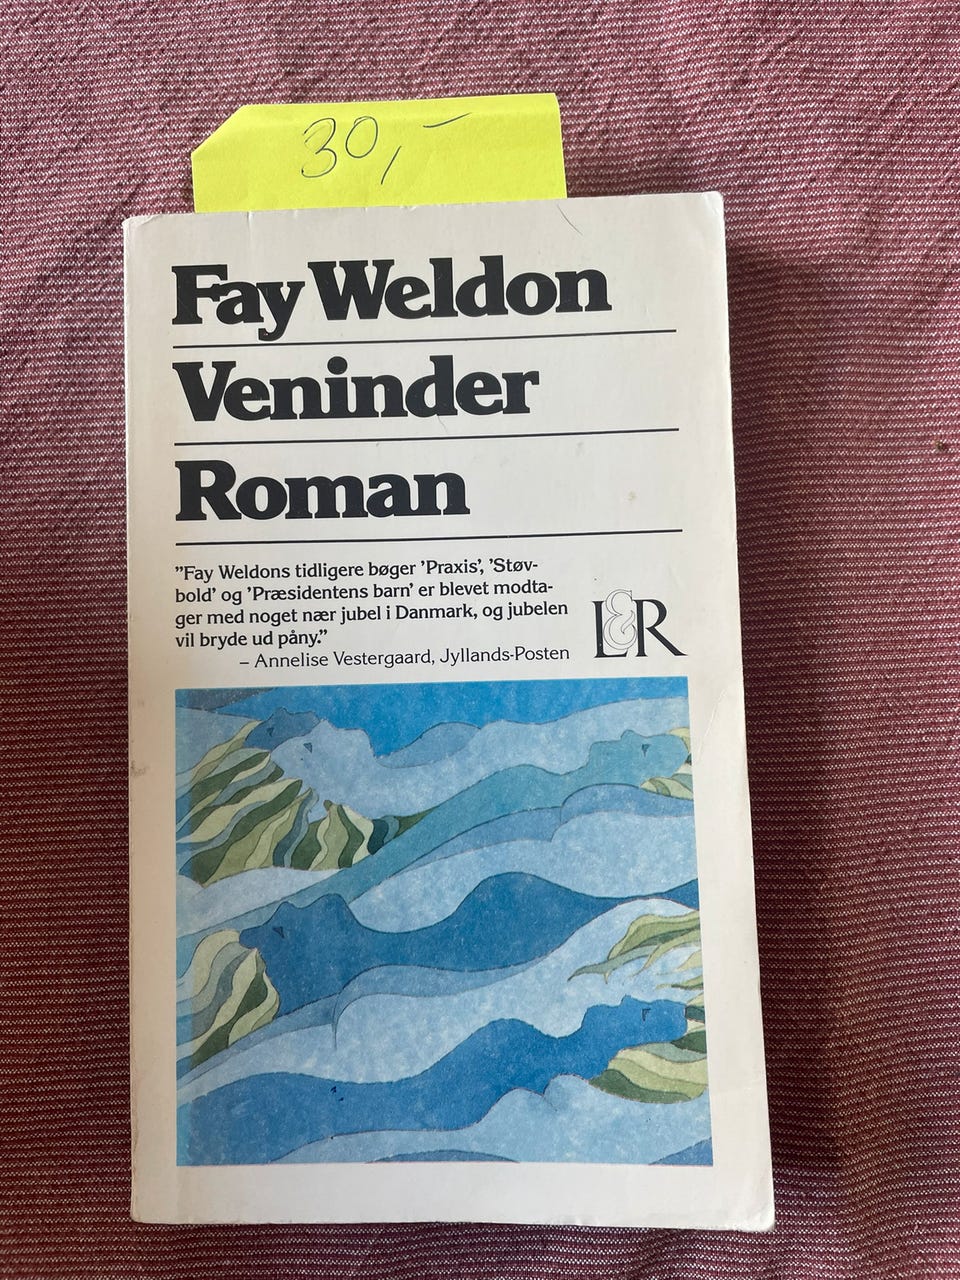 30,-
Fay Weldon
Veninder
Roman
”Fay Weldons tidligere bøger ’Praxis’, ’Støv-
bold’ og ’Præsidentens barn’ er blevet modta-
ger med noget nær jubel i Danmark, og jubelen
vil bryde ud påny.”
– Annelise Vestergaard, Jyllands-Posten
L&R